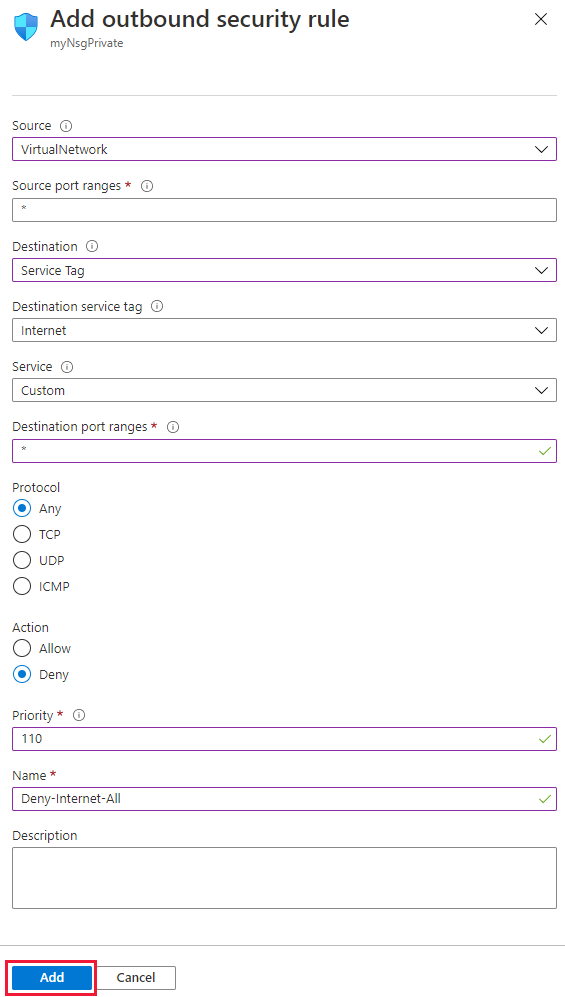 Add outbound security rule
myNsgPrivate
Source
VirtualNetwork
Source port ranges *
*
Destination
Service Tag
Destination service tag
Internet
Service
Custom
Destination port ranges *
*
Protocol
Any
TCP
UDP
ICMP
Action
Allow
Deny
Priority *
110
Name *
Deny-Internet-All
Description
Add Cancel